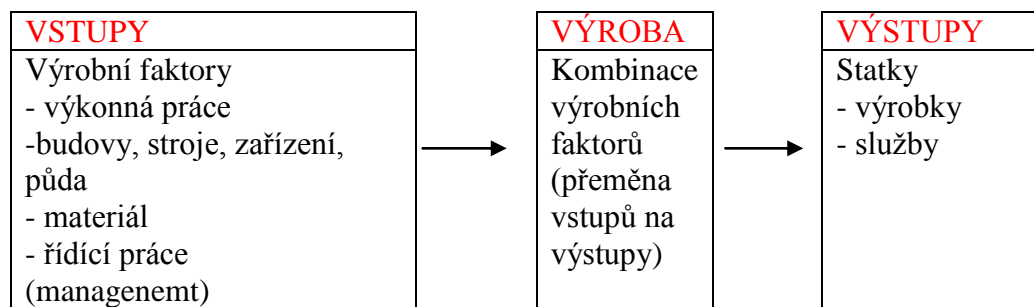 VSTUPY
Výrobní faktory
- výkonná práce
-budovy, stroje, zařízení,
půda
- materiál
- řídící práce
(managenemt)
VÝROBA
Kombinace
výrobních
faktorů
(přeměna
vstupů na
výstupy)
VÝSTUPY
Statky
- výrobky
- služby